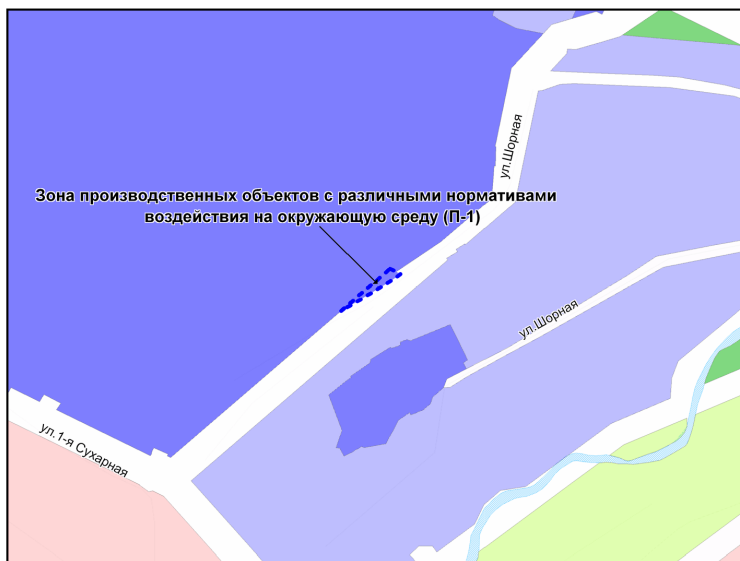 ул.Шорная
Зона производственных объектов с различными нормативами
воздействия на окружающую среду (П-1)
ул.Шорная
ул.1-я Сухарная